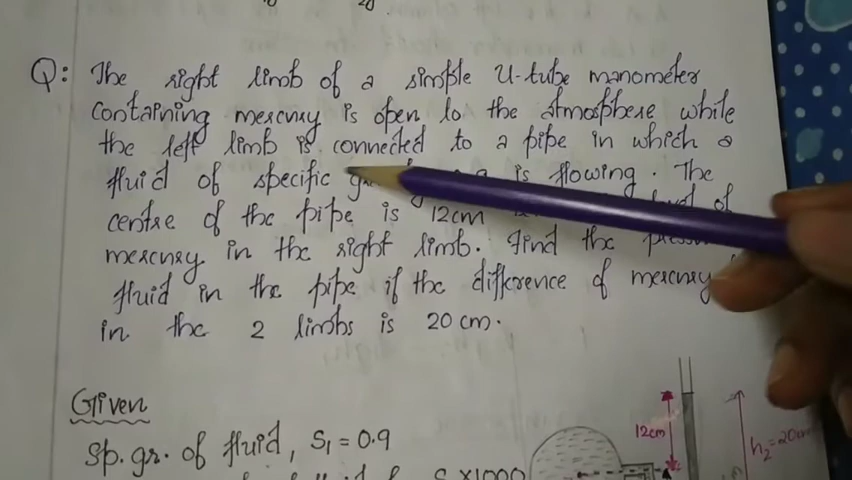 Q: The right limb of a simple U-tube manometer
containing mercury is open to the atmosphere while
the left limb is connected to a pipe in which a
fluid of specific is flowing. The
centre of the pipe is 12cm of
mercury in the right limb. Find the
fluid in the pipe if the difference of mercury
in the 2 limbs is 20 cm.
Given
Sp. gr. of fluid, S1 = 0.9
12cm
h2=20cm
S X1000